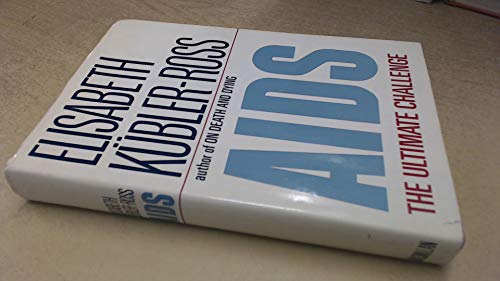 ELISABETH
KÜBLER-ROSS
author of ON DEATH AND DYING
AIDS
THE ULTIMATE CHALLENGE
AIDS